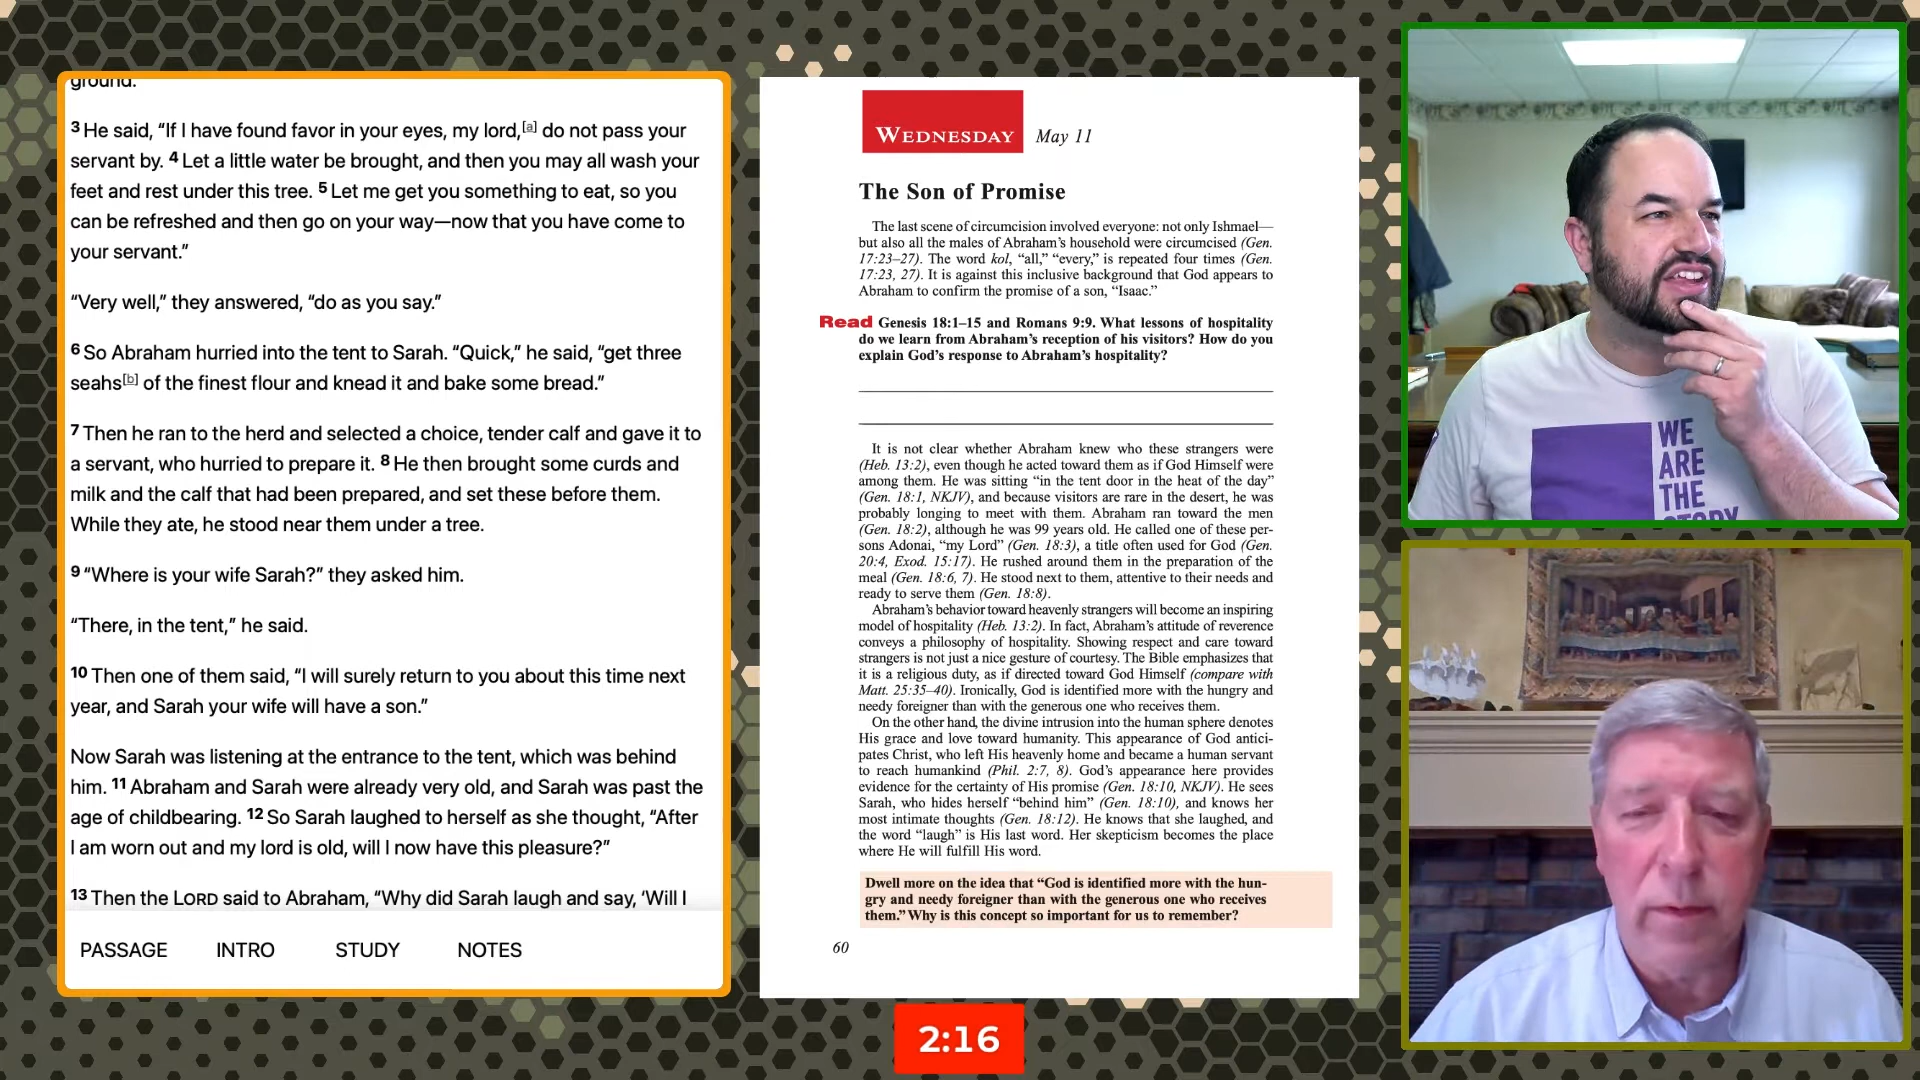 ground.
3 He said, “If I have found favor in your eyes, my lord,[a] do not pass your
servant by. 4 Let a little water be brought, and then you may all wash your
feet and rest under this tree. 5 Let me get you something to eat, so you
can be refreshed and then go on your way—now that you have come to
your servant.”
“Very well,” they answered, “do as you say.”
6 So Abraham hurried into the tent to Sarah. “Quick,” he said, “get three
seahs[b] of the finest flour and knead it and bake some bread.”
7 Then he ran to the herd and selected a choice, tender calf and gave it to
a servant, who hurried to prepare it. 8 He then brought some curds and
milk and the calf that had been prepared, and set these before them.
While they ate, he stood near them under a tree.
9 “Where is your wife Sarah?” they asked him.
“There, in the tent,” he said.
10 Then one of them said, “I will surely return to you about this time next
year, and Sarah your wife will have a son.”
Now Sarah was listening at the entrance to the tent, which was behind
him. 11 Abraham and Sarah were already very old, and Sarah was past the
age of childbearing. 12 So Sarah laughed to herself as she thought, “After
I am worn out and my lord is old, will I now have this pleasure?”
13 Then the LORD said to Abraham, “Why did Sarah laugh and say, ‘Will I
PASSAGE INTRO STUDY NOTES
WEDNESDAY May 11
The Son of Promise
The last scene of circumcision involved everyone: not only Ishmael—
but also all the males of Abraham’s household were circumcised (Gen.
17:23–27). The word kol, “all,” “every,” is repeated four times (Gen.
17:23, 27). It is against this inclusive background that God appears to
Abraham to confirm the promise of a son, “Isaac.”
Read Genesis 18:1–15 and Romans 9:9. What lessons of hospitality
do we learn from Abraham’s reception of his visitors? How do you
explain God’s response to Abraham’s hospitality?
It is not clear whether Abraham knew who these strangers were
(Heb. 13:2), even though he acted toward them as if God Himself were
among them. He was sitting “in the tent door in the heat of the day”
(Gen. 18:1, NKJV), and because visitors are rare in the desert, he was
probably longing to meet with them. Abraham ran toward the men
(Gen. 18:2), although he was 99 years old. He called one of these per-
sons Adonai, “my Lord” (Gen. 18:3), a title often used for God (Gen.
20:4, Exod. 15:17). He rushed around them in the preparation of the
meal (Gen. 18:6, 7). He stood next to them, attentive to their needs and
ready to serve them (Gen. 18:8).
Abraham’s behavior toward heavenly strangers will become an inspiring
model of hospitality (Heb. 13:2). In fact, Abraham’s attitude of reverence
conveys a philosophy of hospitality. Showing respect and care toward
strangers is not just a nice gesture of courtesy. The Bible emphasizes that
it is a religious duty, as if directed toward God Himself (compare with
Matt. 25:35–40). Ironically, God is identified more with the hungry and
needy foreigner than with the generous one who receives them.
On the other hand, the divine intrusion into the human sphere denotes
His grace and love toward humanity. This appearance of God antici-
pates Christ, who left His heavenly home and became a human servant
to reach humankind (Phil. 2:7, 8). God’s appearance here provides
evidence for the certainty of His promise (Gen. 18:10, NKJV). He sees
Sarah, who hides herself “behind him” (Gen. 18:10), and knows her
most intimate thoughts (Gen. 18:12). He knows that she laughed, and
the word “laugh” is His last word. Her skepticism becomes the place
where He will fulfill His word.
Dwell more on the idea that “God is identified more with the hun-
gry and needy foreigner than with the generous one who receives
them.” Why is this concept so important for us to remember?
60
2:16
WE
ARE
THE
STORY